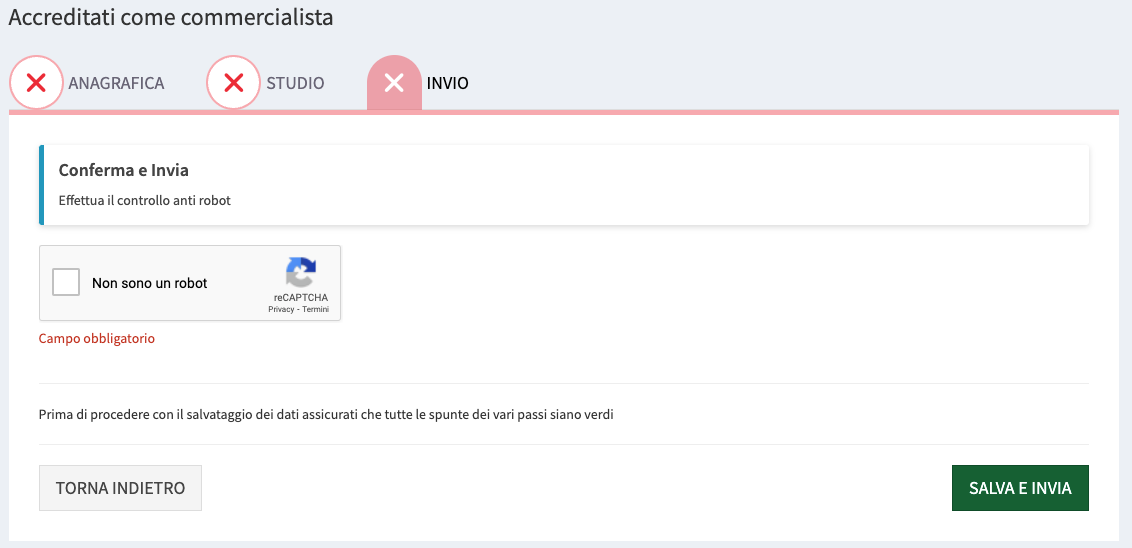 Accreditati come commercialista
ANAGRAFICA
STUDIO
INVIO
Conferma e Invia
Effettua il controllo anti robot
Non sono un robot
reCAPTCHA
Privacy - Termini
Campo obbligatorio
Prima di procedere con il salvataggio dei dati assicurati che tutte le spunte dei vari passi siano verdi
TORNA INDIETRO
SALVA E INVIA